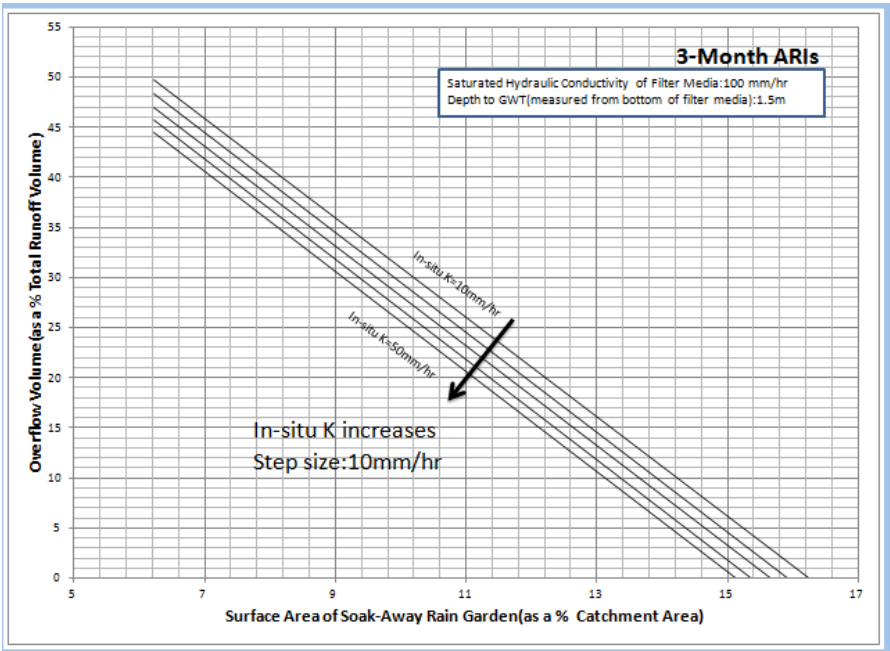 3-Month ARIs
Saturated Hydraulic Conductivity of Filter Media:100 mm/hr
Depth to GWT(measured from bottom of filter media):1.5m
Overflow Volume(as a % Total Runoff Volume)
55
50
45
40
35
30
25
20
15
10
5
0
In-situ K=10mm/hr
In-situ K=50mm/hr
In-situ K increases
Step size:10mm/hr
5 7 9 11 13 15 17
Surface Area of Soak-Away Rain Garden(as a % Catchment Area)